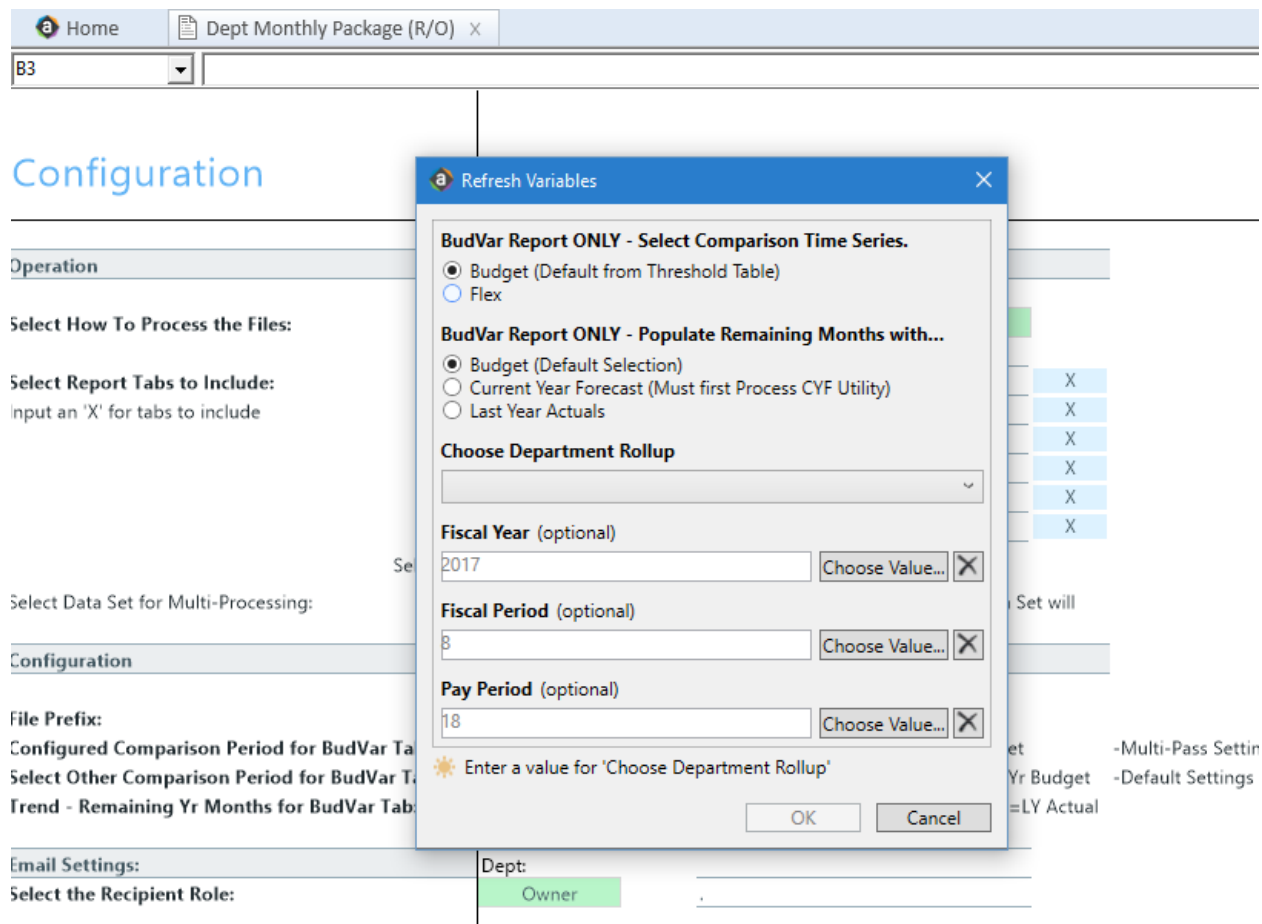 Home
Dept Monthly Package (R/O) X
B3
Configuration
Refresh Variables
BudVar Report ONLY - Select Comparison Time Series.
Operation
Budget (Default from Threshold Table)
Flex
Select How To Process the Files:
BudVar Report ONLY - Populate Remaining Months with...
Budget (Default Selection)
Select Report Tabs to Include:
X
Current Year Forecast (Must first Process CYF Utility)
Input an 'X' for tabs to include
Last Year Actuals
X
X
Choose Department Rollup
X
X
X
Fiscal Year (optional)
Sel
2017
Choose Value...
Select Data Set for Multi-Processing:
Set will
Fiscal Period (optional)
8
Choose Value...
Configuration
Pay Period (optional)
18
Choose Value...
File Prefix:
Configured Comparison Period for BudVar Ta
et
-Multi-Pass Settin
Enter a value for 'Choose Department Rollup'
Select Other Comparison Period for BudVar T
Yr Budget
-Default Settings
Trend - Remaining Yr Months for BudVar Tab:
=LY Actual
OK
Cancel
Email Settings:
Dept:
Select the Recipient Role:
Owner
.